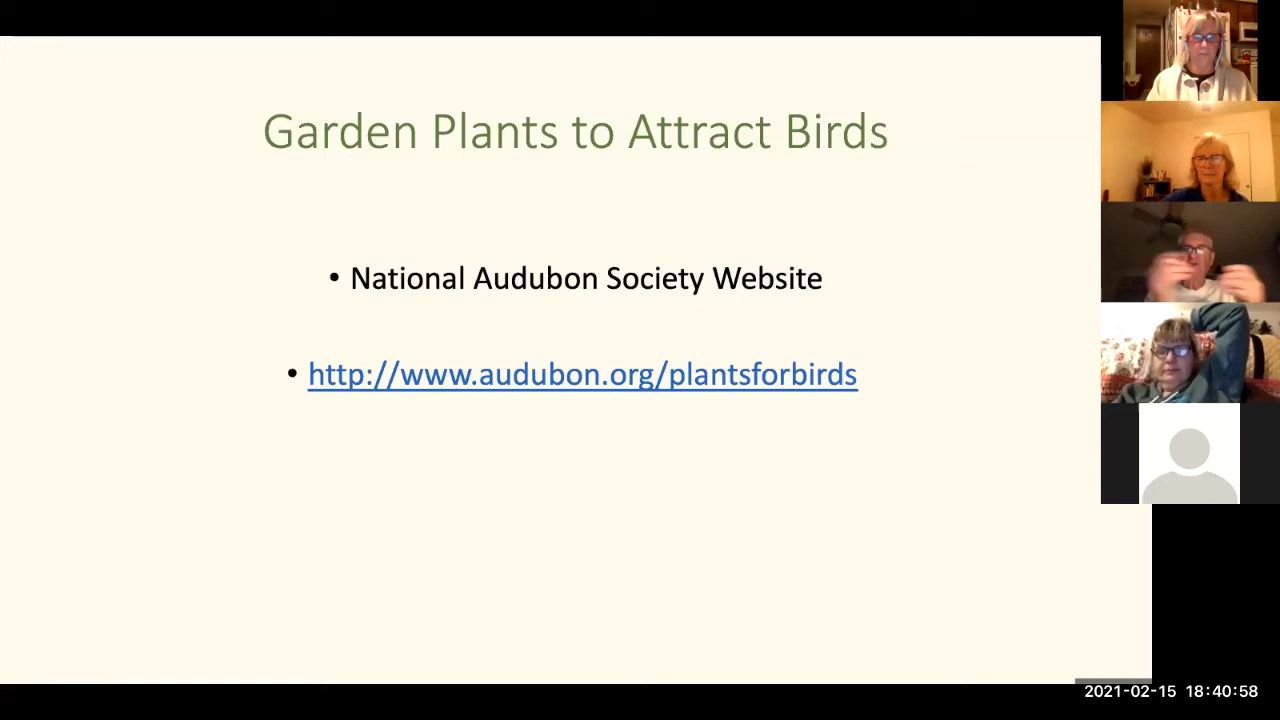 Garden Plants to Attract Birds
• National Audubon Society Website
• http://www.audubon.org/plantsforbirds
2021-02-15 18:40:58